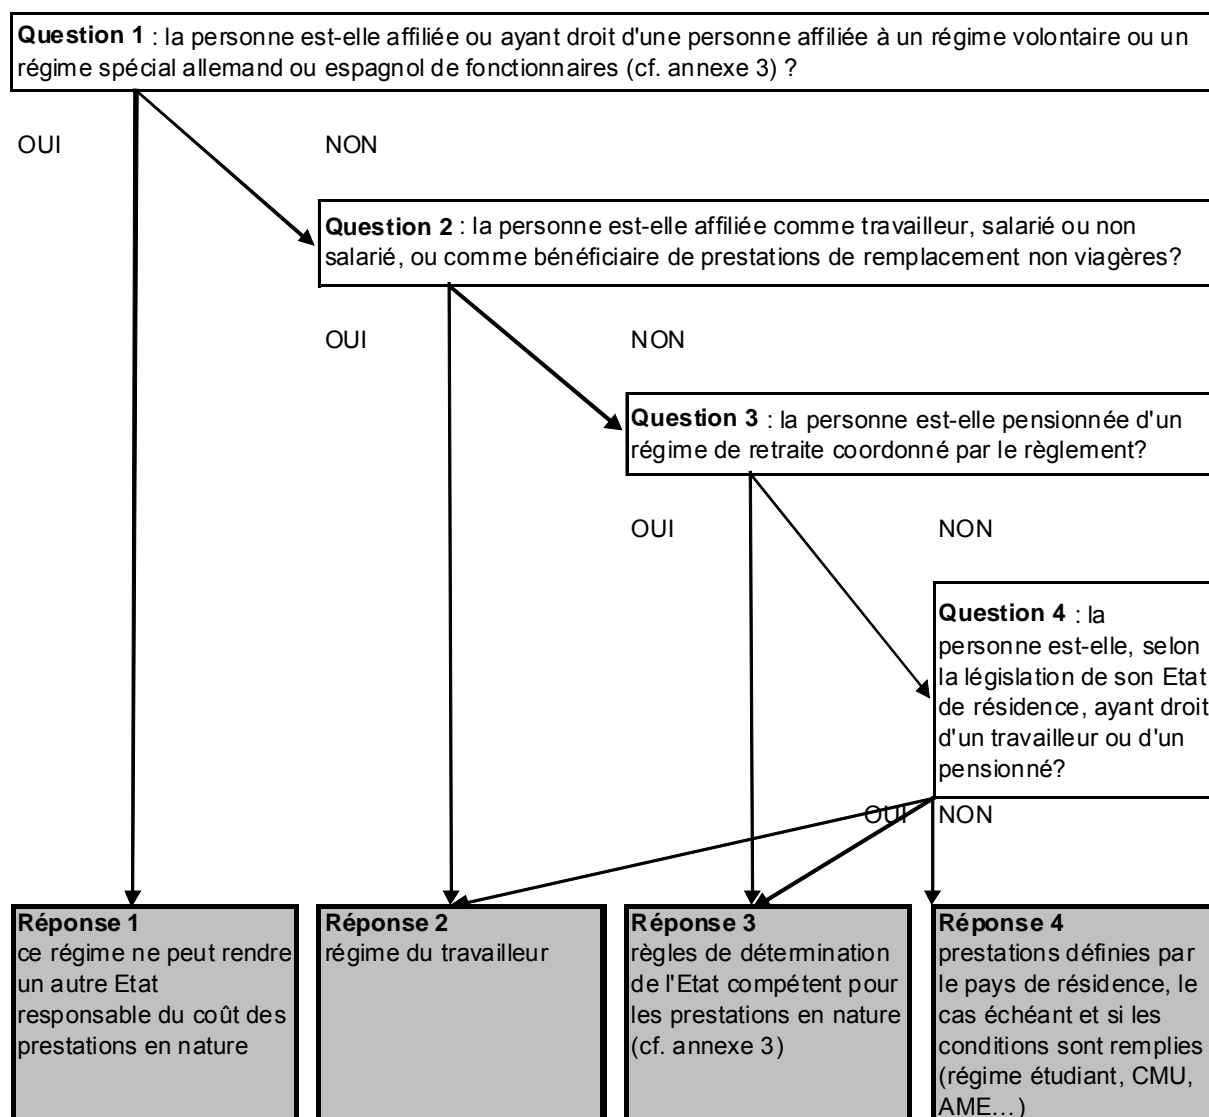 Question 1 : la personne est-elle affiliée ou ayant droit d'une personne affiliée à un régime volontaire ou un
régime spécial allemand ou espagnol de fonctionnaires (cf. annexe 3) ?
OUI
NON
Question 2 : la personne est-elle affiliée comme travailleur, salarié ou non
salarié, ou comme bénéficiaire de prestations de remplacement non viagères?
OUI
NON
Question 3 : la personne est-elle pensionnée d'un
régime de retraite coordonné par le règlement?
OUI
NON
Question 4 : la
personne est-elle, selon
la législation de son Etat
de résidence, ayant droit
d'un travailleur ou d'un
pensionné?
OUI
NON
Réponse 1
ce régime ne peut rendre
un autre Etat
responsable du coût des
prestations en nature
Réponse 2
régime du travailleur
Réponse 3
règles de détermination
de l'Etat compétent pour
les prestations en nature
(cf. annexe 3)
Réponse 4
prestations définies par
le pays de résidence, le
cas échéant et si les
conditions sont remplies
(régime étudiant, CMU,
AME…)